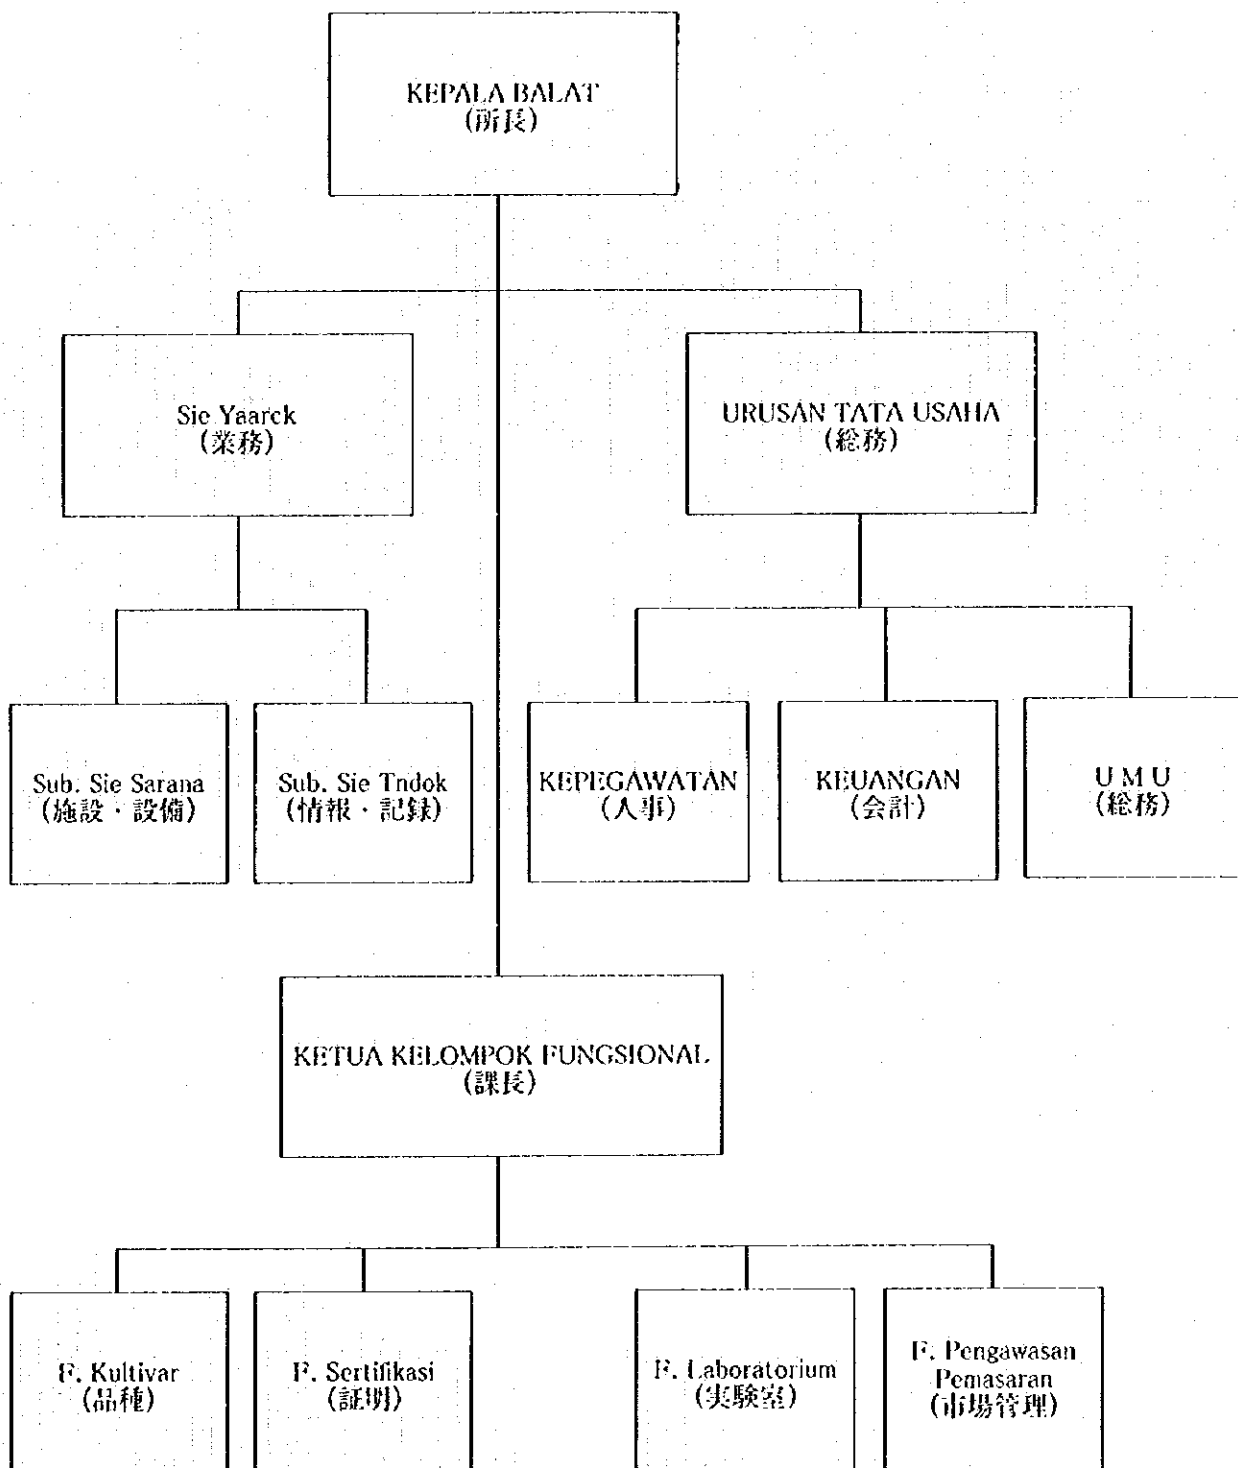 KEPALA BALAT
(所長)
Sie Yaarck
(業務)
URUSAN TATA USAHA
(総務)
Sub. Sie Sarana
(施設・設備)
Sub. Sie Tndok
(情報・記録)
KEPEGAWATAN
(人事)
KEUANGAN
(会計)
U M U
(総務)
KETUA KELOMPOK FUNGSIONAL
(課長)
F. Kultivar
(品種)
F. Sertifikasi
(証明)
F. Laboratorium
(実験室)
F. Pengawasan
Pemasaran
(市場管理)